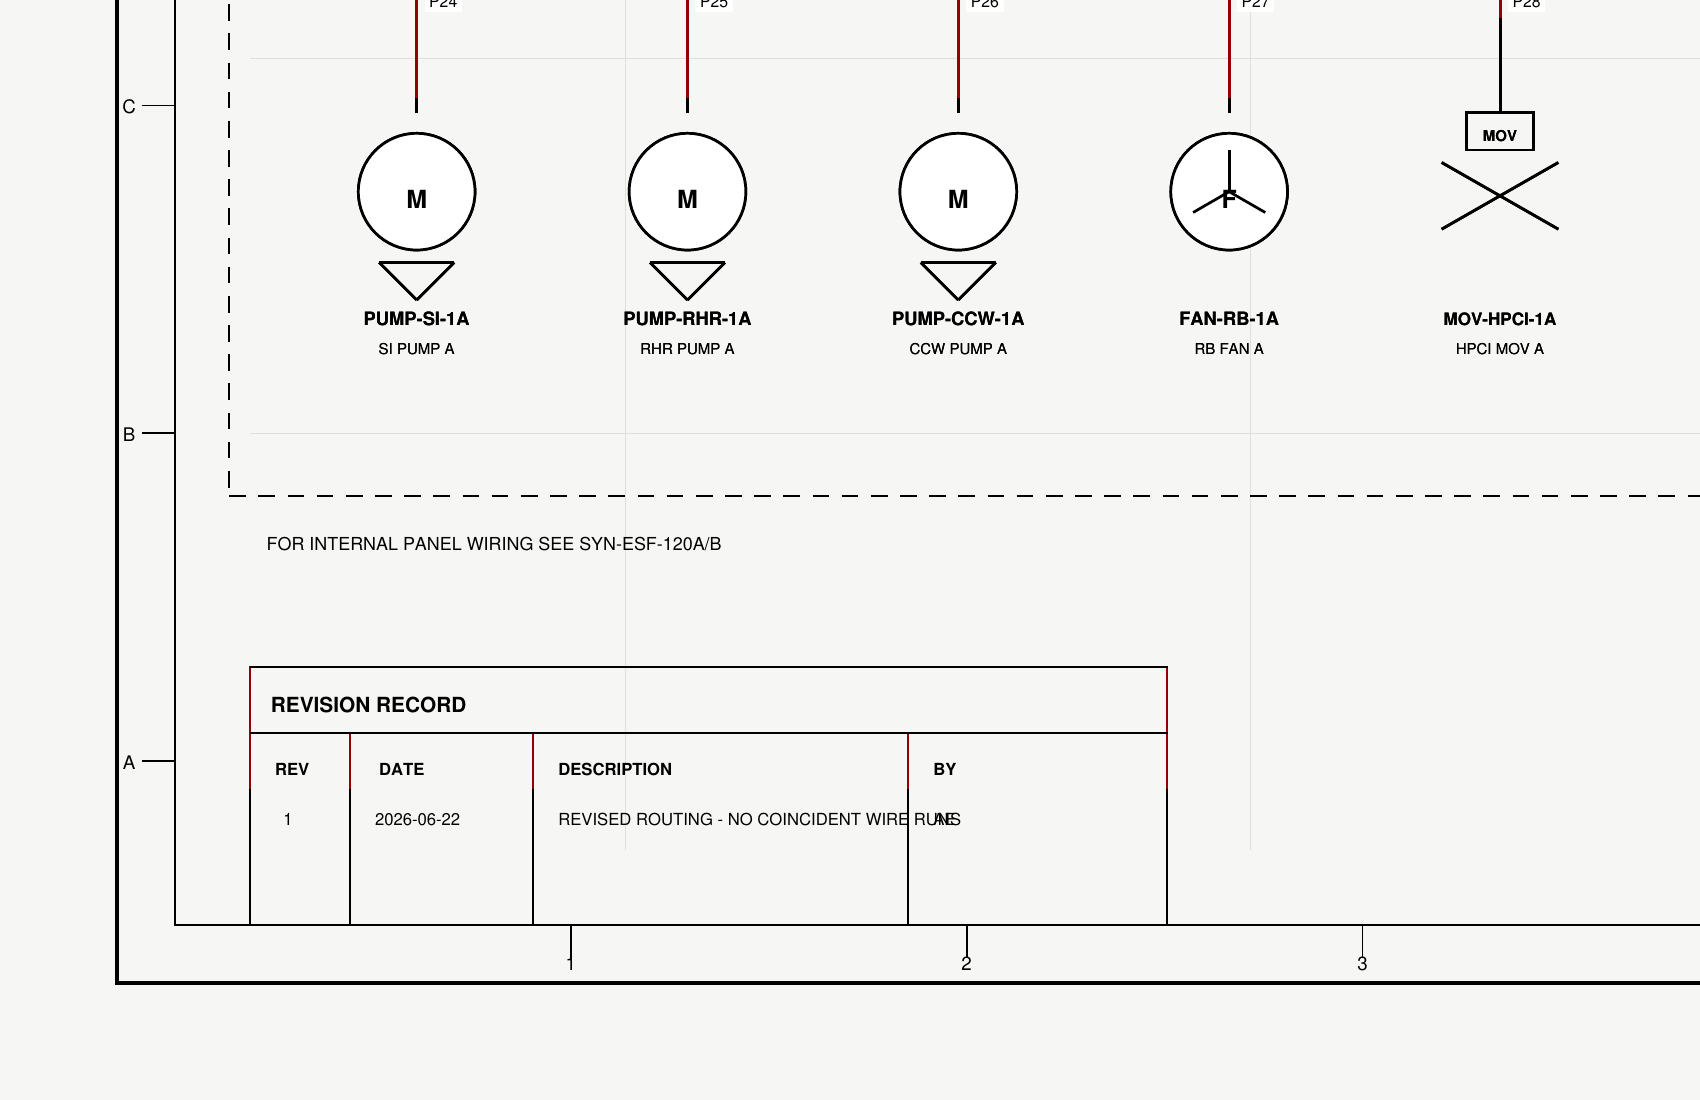 P24 P25 P26 P27 P28
C
MOV
M M M F
PUMP-SI-1A PUMP-RHR-1A PUMP-CCW-1A FAN-RB-1A MOV-HPCI-1A
SI PUMP A RHR PUMP A CCW PUMP A RB FAN A HPCI MOV A
B
FOR INTERNAL PANEL WIRING SEE SYN-ESF-120A/B
REVISION RECORD
A
REV DATE DESCRIPTION BY
1 2026-06-22 REVISED ROUTING - NO COINCIDENT WIRE RUNS
1 2 3